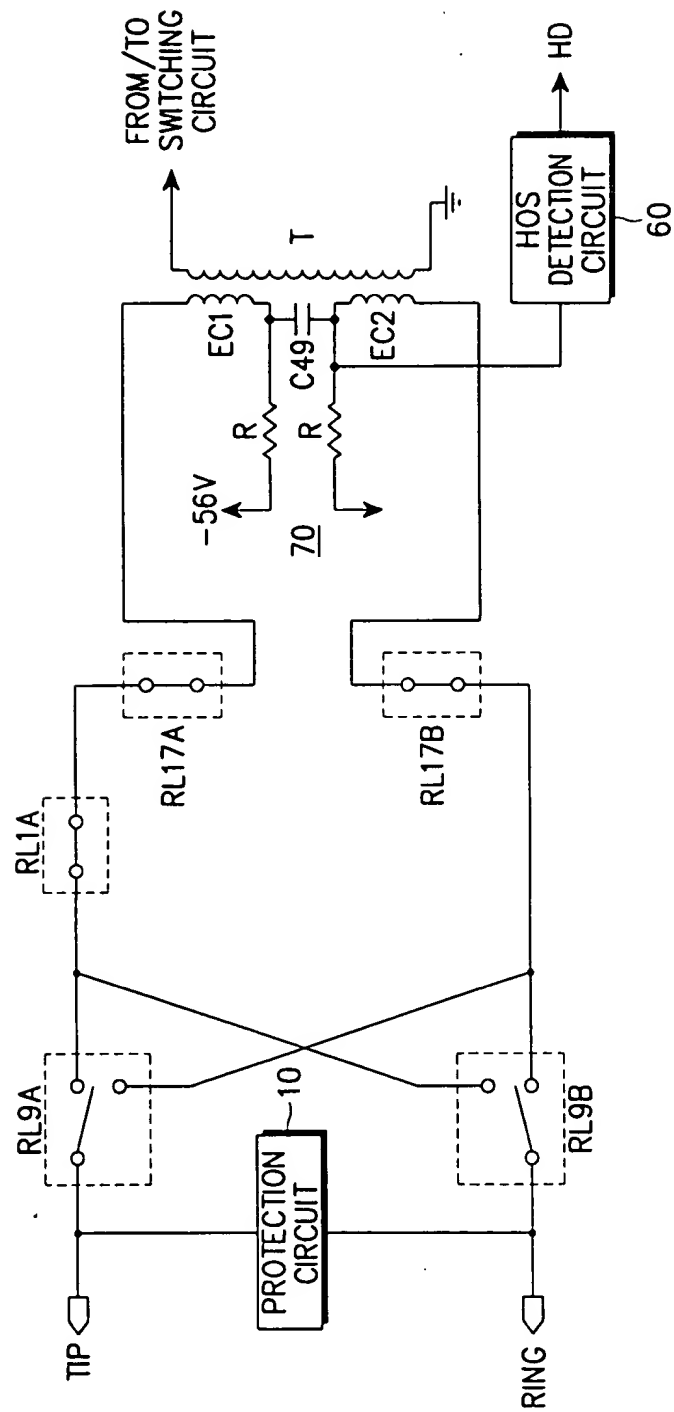 TIP
RING
PROTECTION
CIRCUIT
10
RL9A
RL9B
RL1A
RL17A
RL17B
-56V
70
R
R
EC1
C49
EC2
T
FROM/TO
SWITCHING
CIRCUIT
HOS
DETECTION
CIRCUIT
60
HD